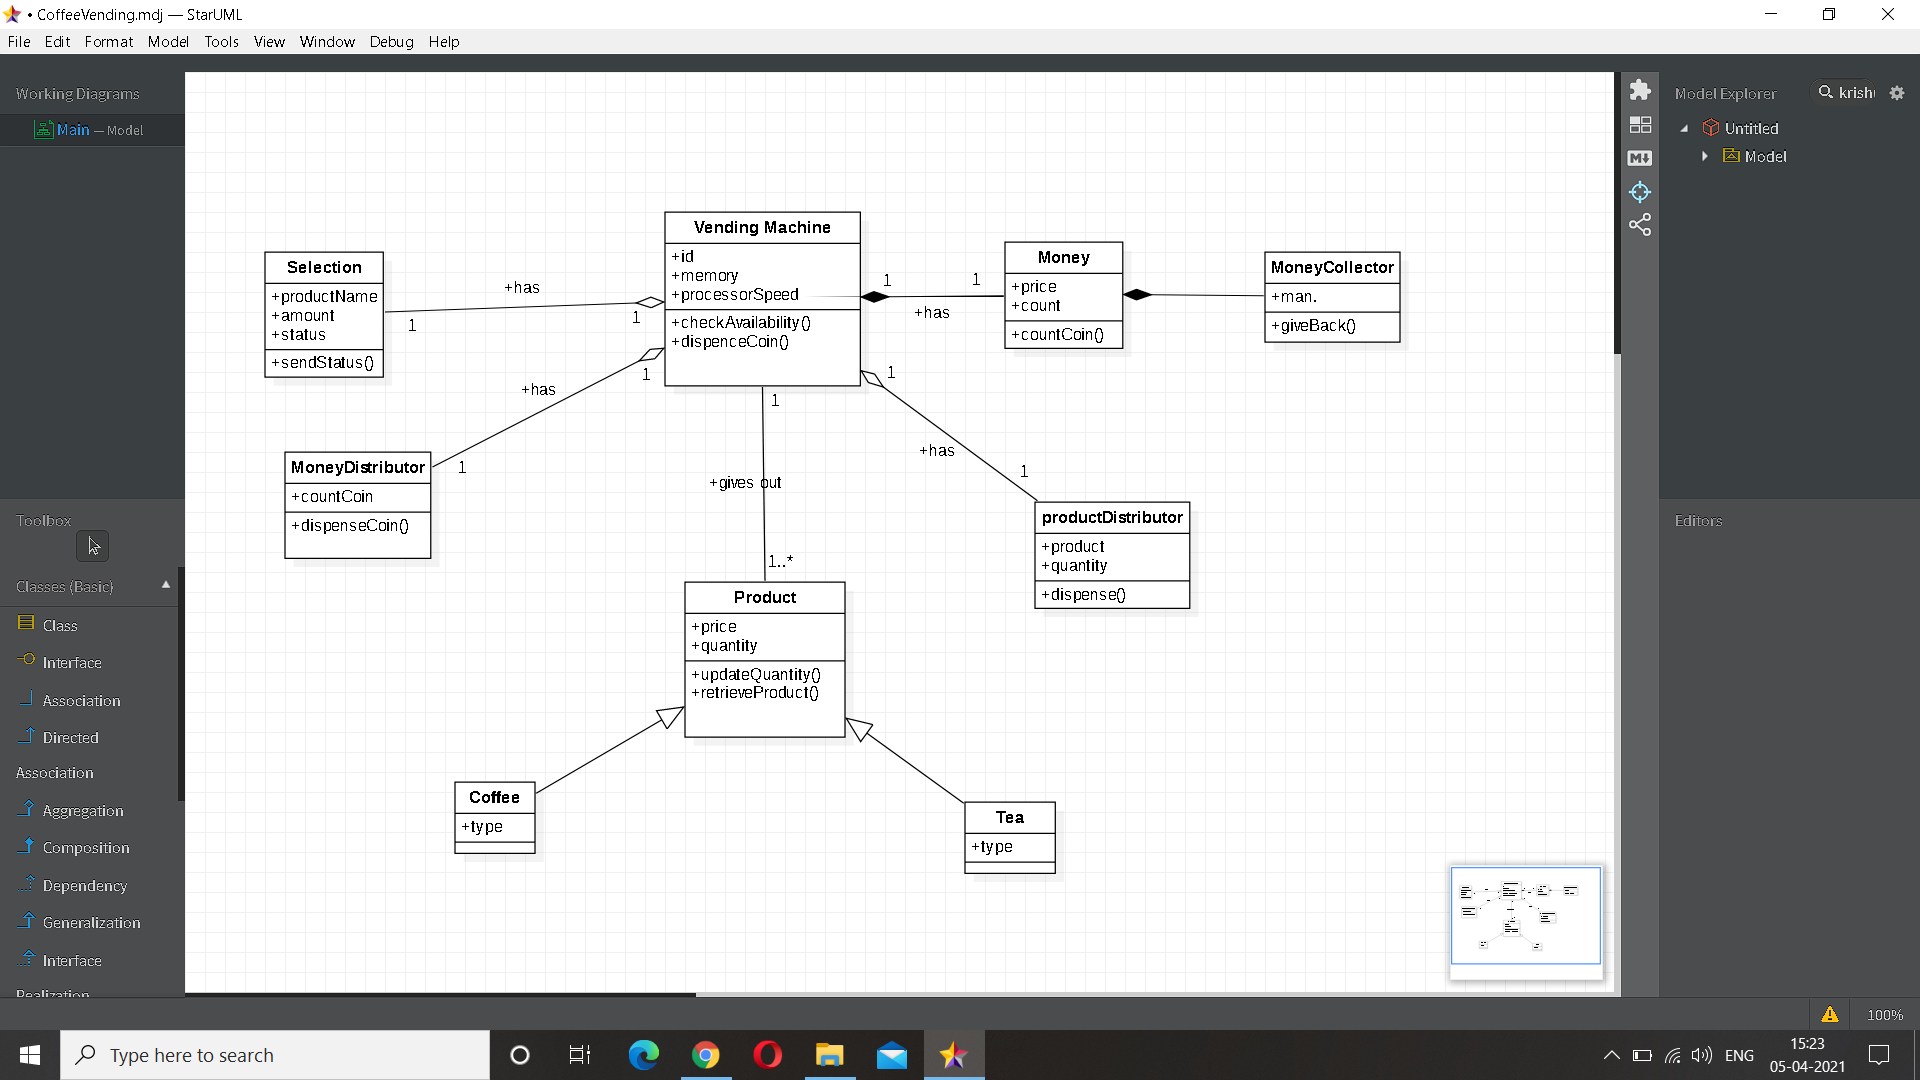 • CoffeeVending.mdj — StarUML
File Edit Format Model Tools View Window Debug Help
Working Diagrams
Main — Model
Toolbox
Classes (Basic)
Class
Interface
Association
Directed
Association
Aggregation
Composition
Dependency
Generalization
Interface
Realization
Selection
+productName
+amount
+status
+sendStatus()
+has
1
1
Vending Machine
+id
+memory
+processorSpeed
+checkAvailability()
+dispenceCoin()
1
1
+has
Money
+price
+count
+countCoin()
MoneyCollector
+man.
+giveBack()
+has
1
1
MoneyDistributor
+countCoin
+dispenseCoin()
1
+gives out
1..*
1
+has
1
productDistributor
+product
+quantity
+dispense()
Product
+price
+quantity
+updateQuantity()
+retrieveProduct()
Coffee
+type
Tea
+type
Model Explorer
krish
Untitled
Model
M
Editors
100%
Type here to search
ENG
15:23
05-04-2021